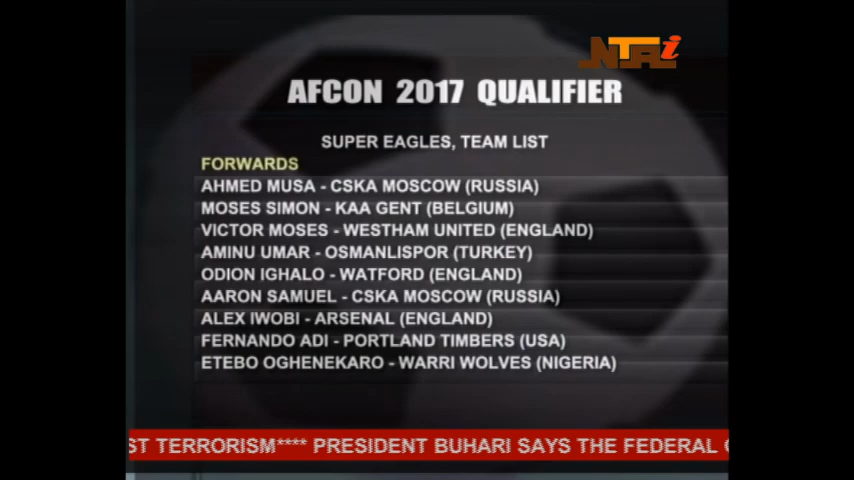 NTA i
AFCON 2017 QUALIFIER
SUPER EAGLES, TEAM LIST
FORWARDS
AHMED MUSA - CSKA MOSCOW (RUSSIA)
MOSES SIMON - KAA GENT (BELGIUM)
VICTOR MOSES - WESTHAM UNITED (ENGLAND)
AMINU UMAR - OSMANLISPOR (TURKEY)
ODION IGHALO - WATFORD (ENGLAND)
AARON SAMUEL - CSKA MOSCOW (RUSSIA)
ALEX IWOBI - ARSENAL (ENGLAND)
FERNANDO ADI - PORTLAND TIMBERS (USA)
ETEBO OGHENEKARO - WARRI WOLVES (NIGERIA)
ST TERRORISM**** PRESIDENT BUHARI SAYS THE FEDERAL